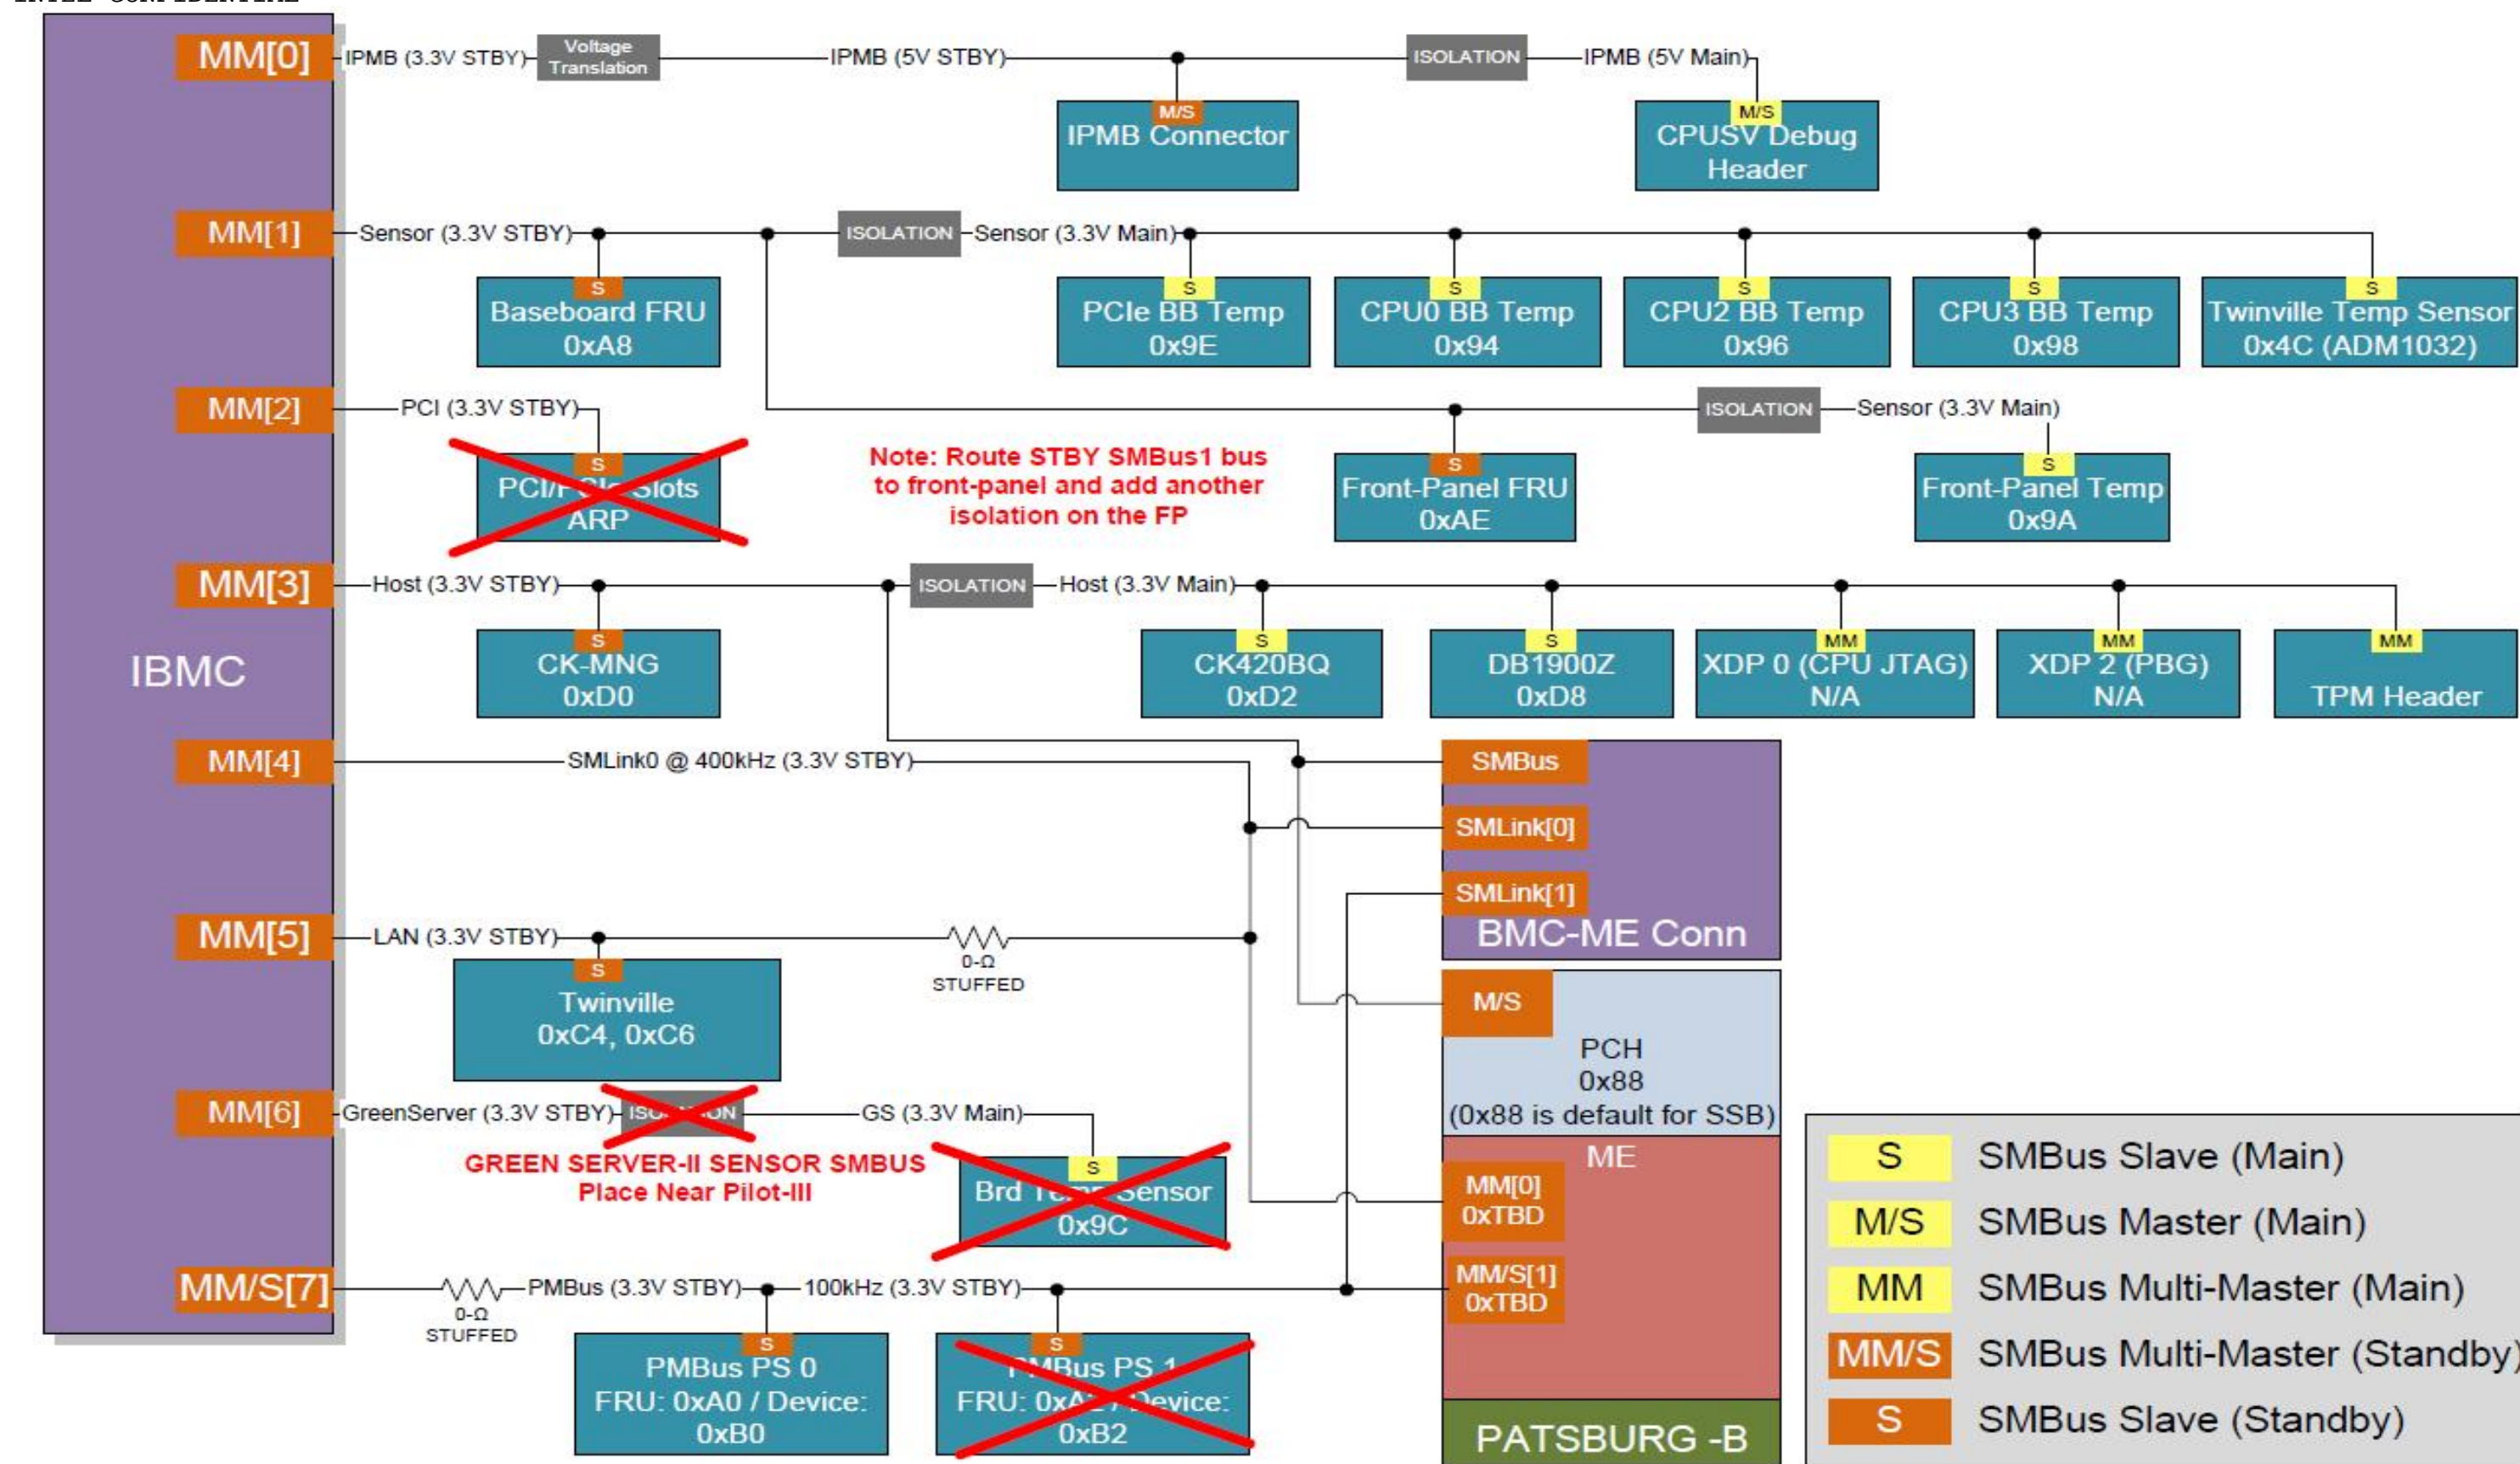 MM[0]
IPMB (3.3V STBY)
Voltage
Translation
IPMB (5V STBY)
ISOLATION
IPMB (5V Main)
M/S
IPMB Connector
M/S
CPUSV Debug
Header
MM[1]
Sensor (3.3V STBY)
ISOLATION
Sensor (3.3V Main)
S
Baseboard FRU
0xA8
S
PCIe BB Temp
0x9E
S
CPU0 BB Temp
0x94
S
CPU2 BB Temp
0x96
S
CPU3 BB Temp
0x98
S
Twinville Temp Sensor
0x4C (ADM1032)
MM[2]
PCI (3.3V STBY)
ISOLATION
Sensor (3.3V Main)
S
PCI/PCIe Slots
ARP
Note: Route STBY SMBus1 bus
to front-panel and add another
isolation on the FP
S
Front-Panel FRU
0xAE
S
Front-Panel Temp
0x9A
MM[3]
Host (3.3V STBY)
ISOLATION
Host (3.3V Main)
IBMC
S
CK-MNG
0xD0
S
CK420BQ
0xD2
S
DB1900Z
0xD8
MM
XDP 0 (CPU JTAG)
N/A
MM
XDP 2 (PBG)
N/A
MM
TPM Header
MM[4]
SMLink0 @ 400kHz (3.3V STBY)
SMBus
SMLink[0]
SMLink[1]
BMC-ME Conn
MM[5]
LAN (3.3V STBY)
0-Ω
STUFFED
S
Twinville
0xC4, 0xC6
M/S
PCH
0x88
(0x88 is default for SSB)
MM[6]
GreenServer (3.3V STBY)
ISOLATION
GS (3.3V Main)
GREEN SERVER-II SENSOR SMBUS
Place Near Pilot-III
S
Brd Temp Sensor
0x9C
ME
MM[0]
0xTBD
MM/S[1]
0xTBD
MM/S[7]
0-Ω
STUFFED
PMBus (3.3V STBY)
100kHz (3.3V STBY)
S
PMBus PS 0
FRU: 0xA0 / Device:
0xB0
S
PMBus PS 1
FRU: / Device:
0xB2
PATSBURG -B
S SMBus Slave (Main)
M/S SMBus Master (Main)
MM SMBus Multi-Master (Main)
MM/S SMBus Multi-Master (Standby)
S SMBus Slave (Standby)